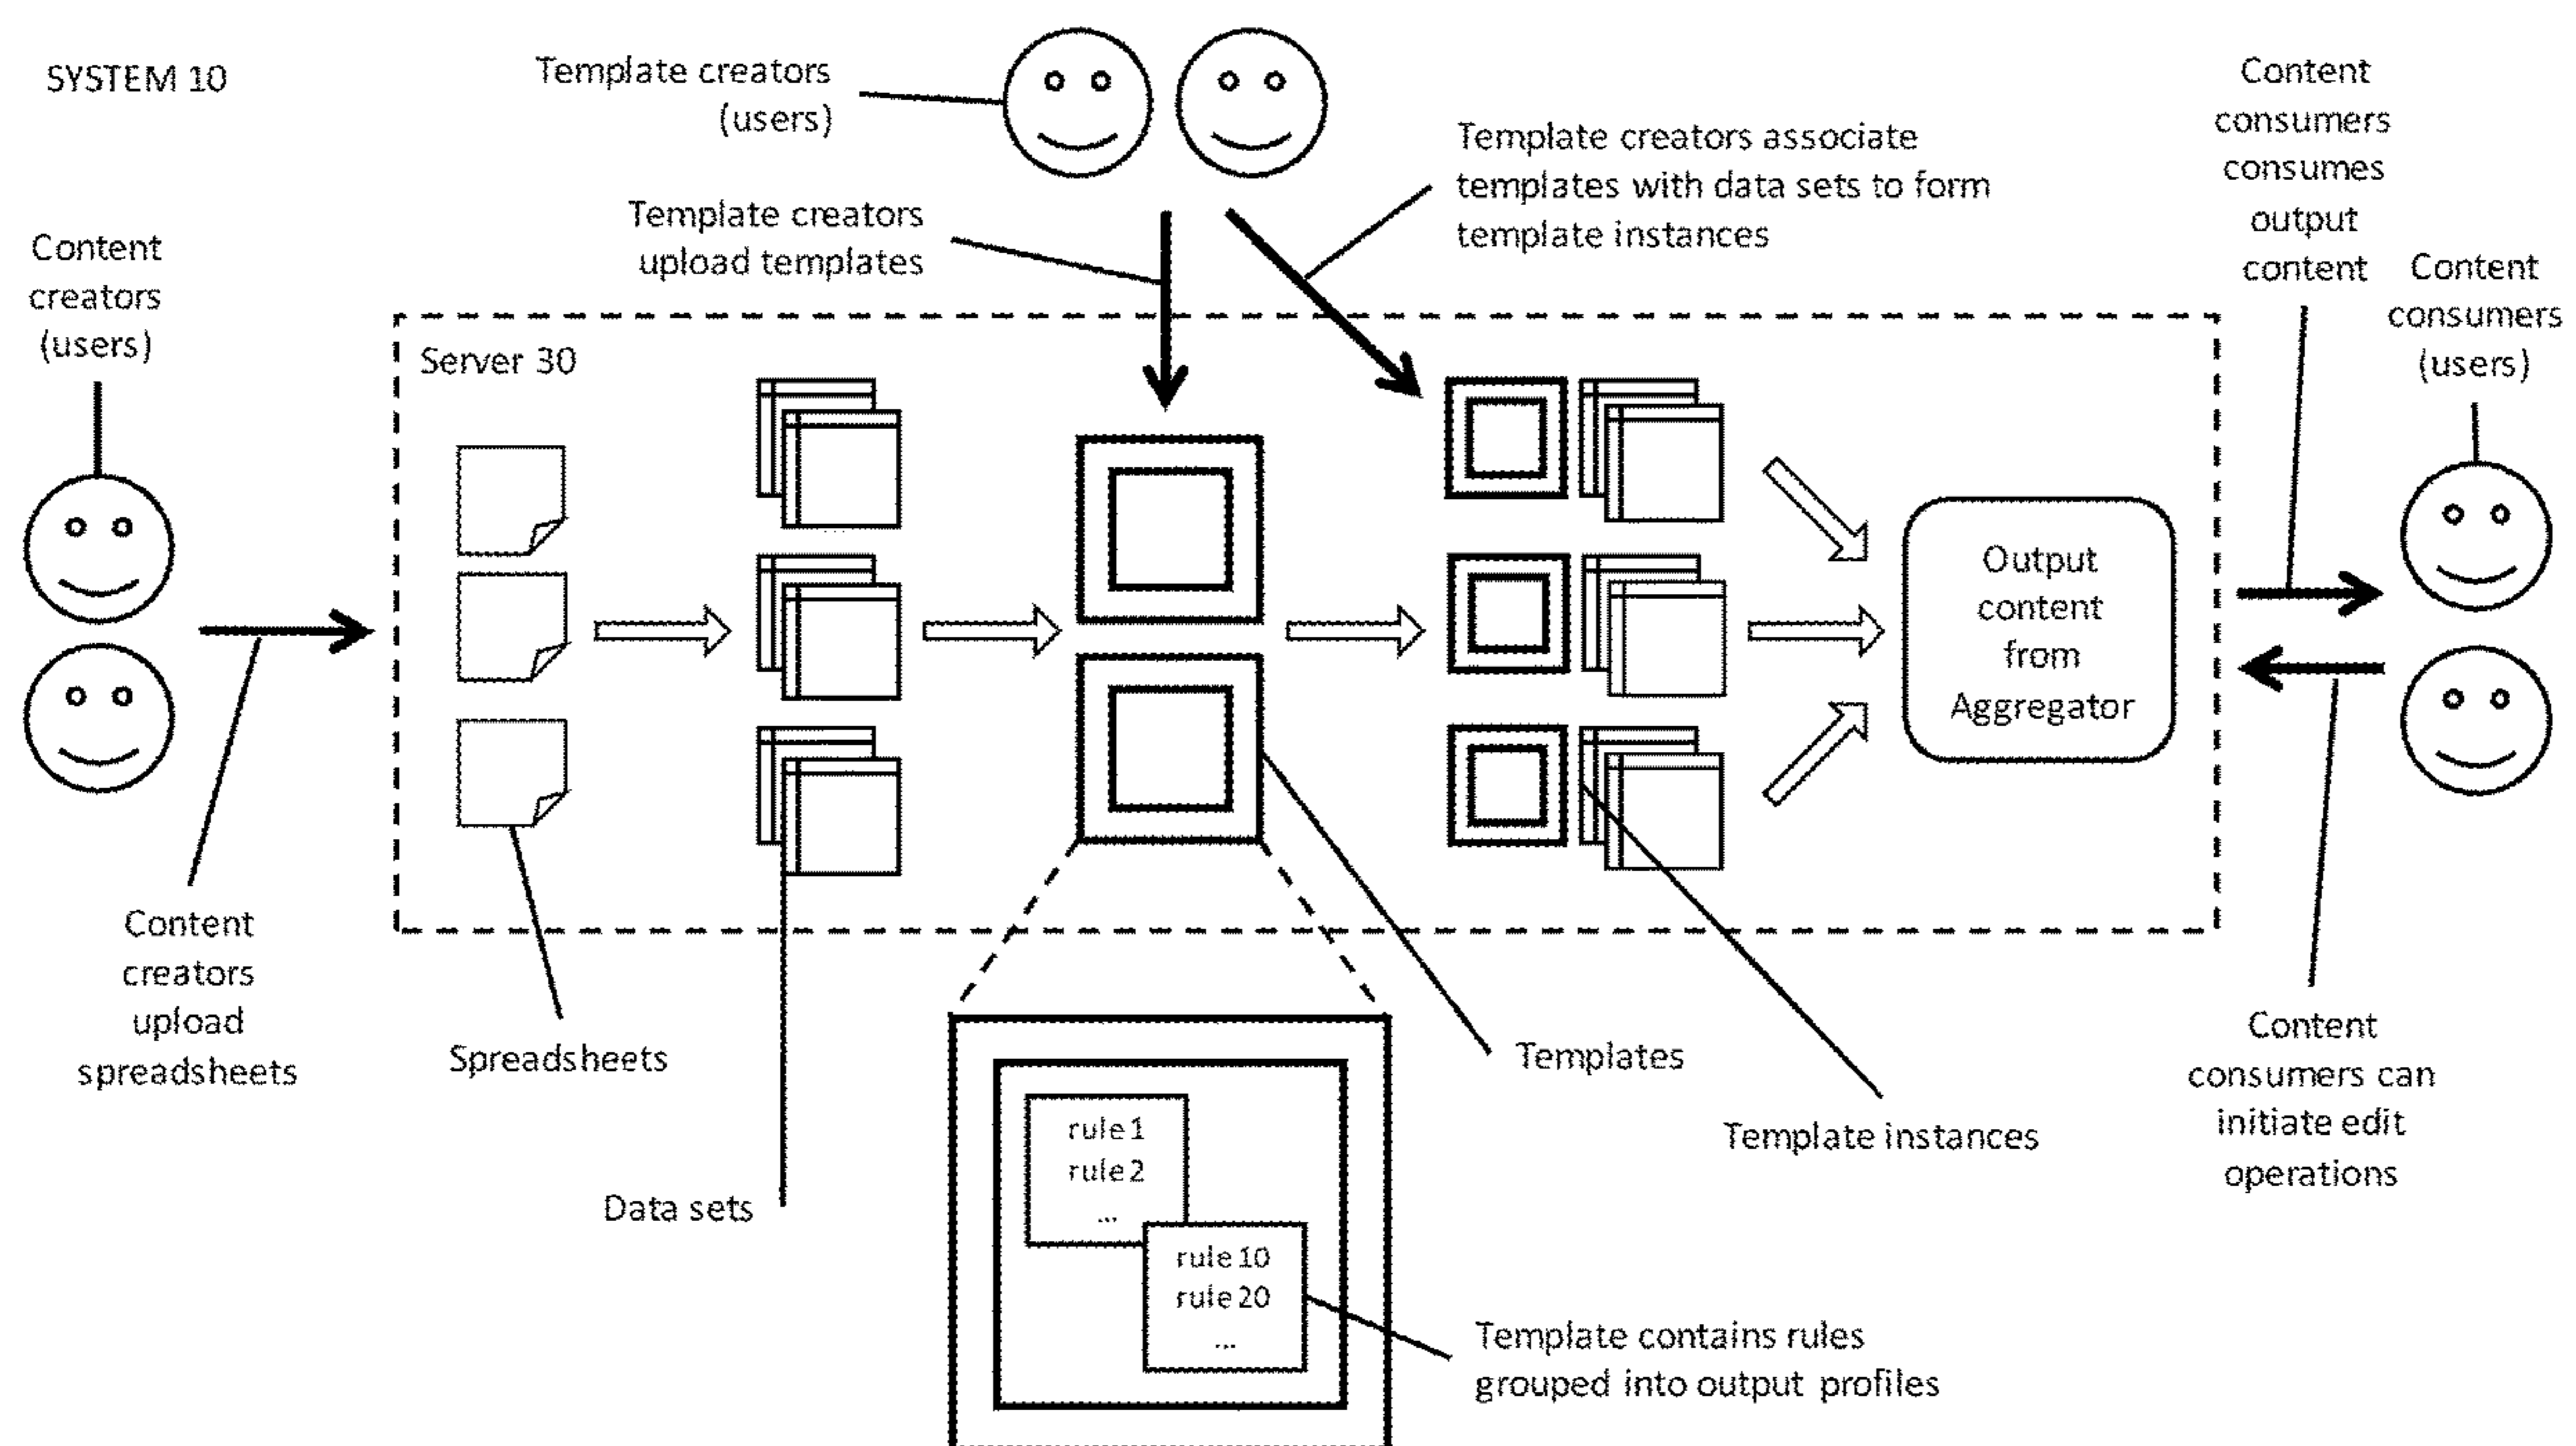 SYSTEM 10
Template creators
(users)
Content
consumers
consumes
output
content
Template creators associate
templates with data sets to form
template instances
Template creators
upload templates
Content
creators
(users)
Content
consumers
(users)
Server 30
Output
content
from
Aggregator
Content
creators
upload
spreadsheets
Spreadsheets
Data sets
Templates
Template instances
Content
consumers can
initiate edit
operations
rule 1
rule 2
...
rule 10
rule 20
...
Template contains rules
grouped into output profiles